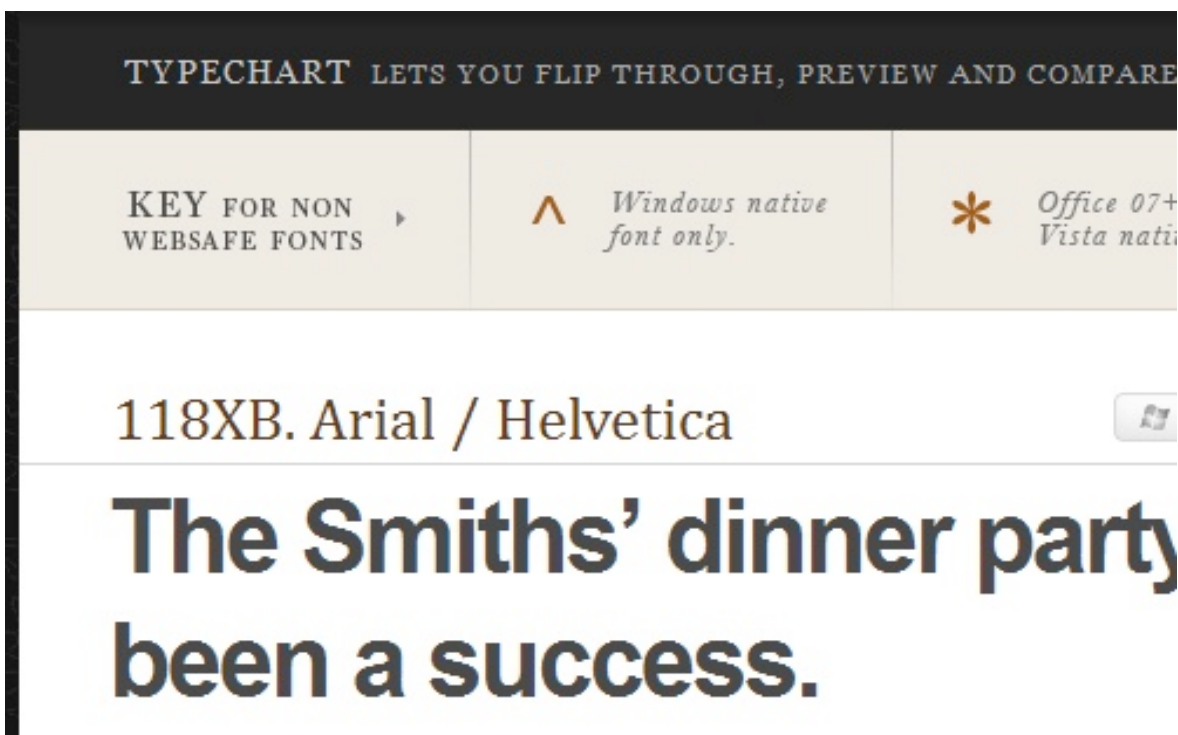 TYPECHART LETS YOU FLIP THROUGH, PREVIEW AND COMPARE
KEY FOR NON
WEBSAFE FONTS
^
Windows native
font only.
*
Office 07+
Vista
118XB. Arial / Helvetica
The Smiths’ dinner party
been a success.